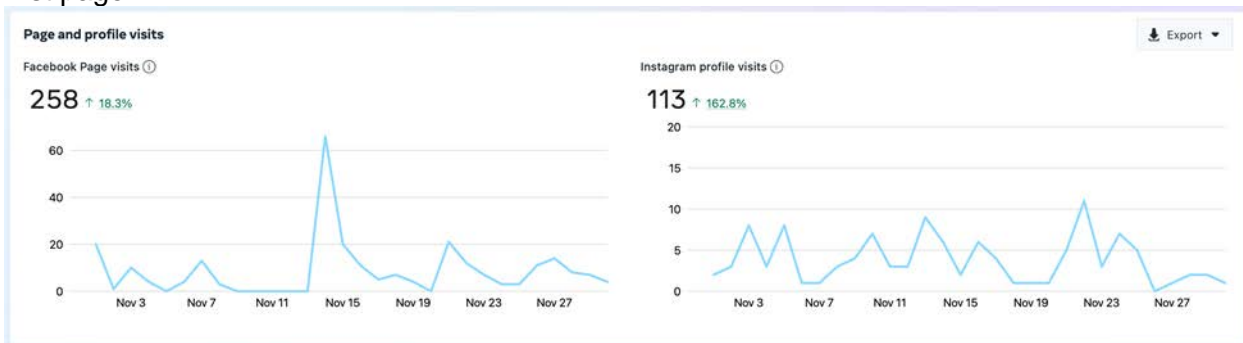 Page and profile visits
Export
Facebook Page visits
258 ↑ 18.3%
60
40
20
0
Nov 3 Nov 7 Nov 11 Nov 15 Nov 19 Nov 23 Nov 27
Instagram profile visits
113 ↑ 162.8%
20
15
10
5
0
Nov 3 Nov 7 Nov 11 Nov 15 Nov 19 Nov 23 Nov 27